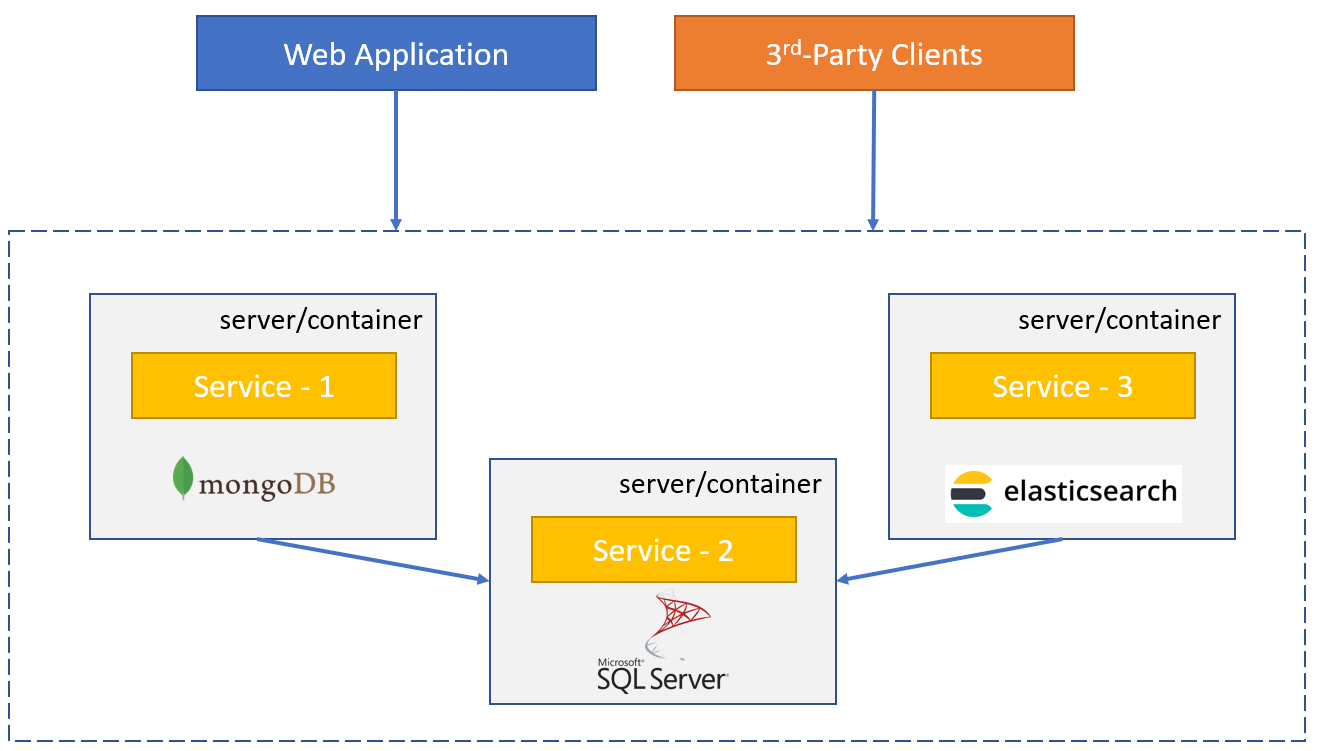 Web Application
3rd-Party Clients
server/container
Service - 1
mongoDB
server/container
Service - 3
elasticsearch
server/container
Service - 2
Microsoft®
SQL Server®